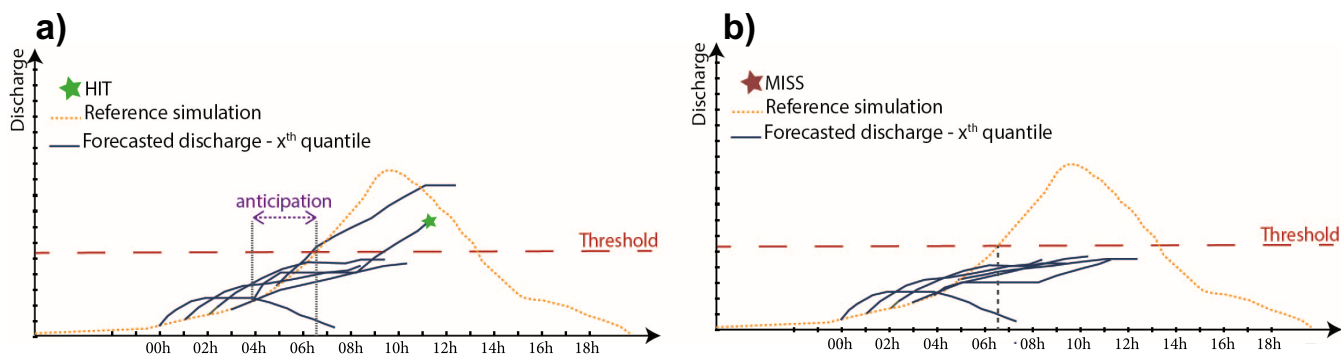 a)
Discharge
HIT
Reference simulation
Forecasted discharge - xth quantile
anticipation
Threshold
00h 02h 04h 06h 08h 10h 12h 14h 16h 18h
b)
Discharge
MISS
Reference simulation
Forecasted discharge - xth quantile
Threshold
00h 02h 04h 06h 08h 10h 12h 14h 16h 18h